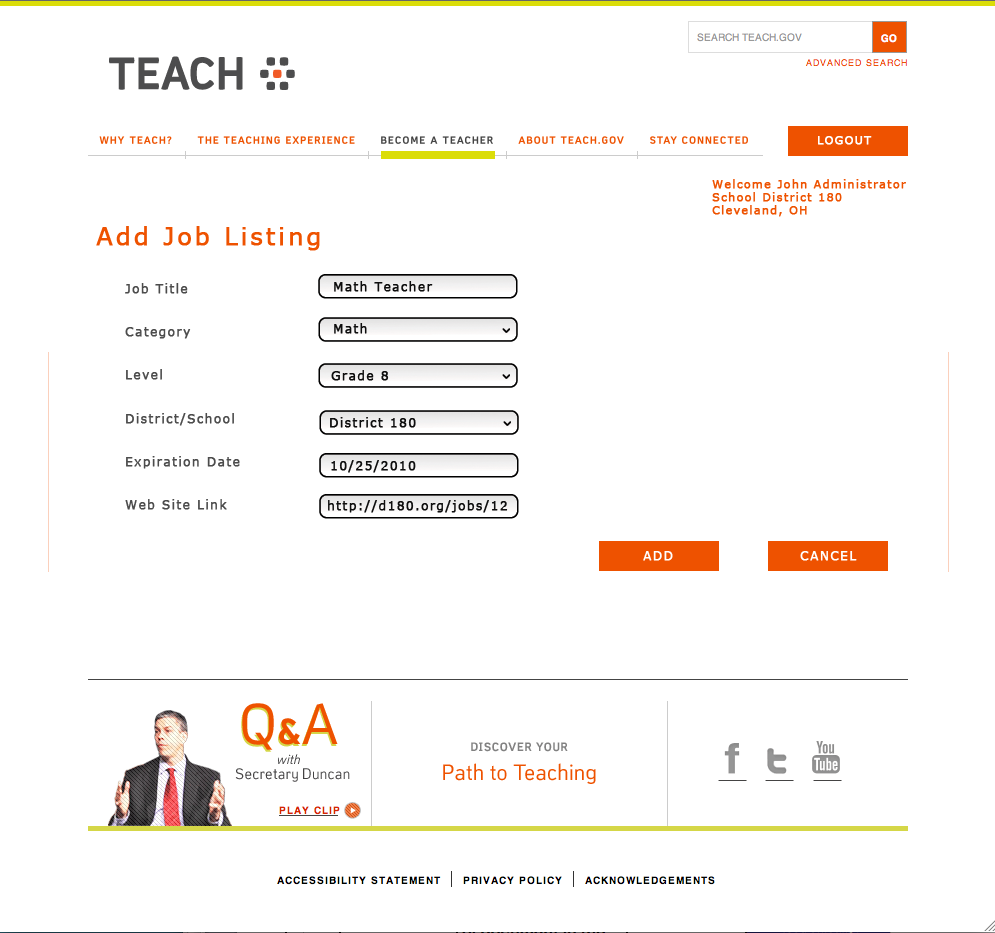 SEARCH TEACH.GOV
GO
ADVANCED SEARCH
TEACH
WHY TEACH?
THE TEACHING EXPERIENCE
BECOME A TEACHER
ABOUT TEACH.GOV
STAY CONNECTED
LOGOUT
Welcome John Administrator
School District 180
Cleveland, OH
Add Job Listing
Job Title
Math Teacher
Category
Math
Level
Grade 8
District/School
District 180
Expiration Date
10/25/2010
Web Site Link
http://d180.org/jobs/12
ADD
CANCEL
Q&A
with
Secretary Duncan
PLAY CLIP
DISCOVER YOUR
Path to Teaching
f
t
You
Tube
ACCESSIBILITY STATEMENT
PRIVACY POLICY
ACKNOWLEDGEMENTS